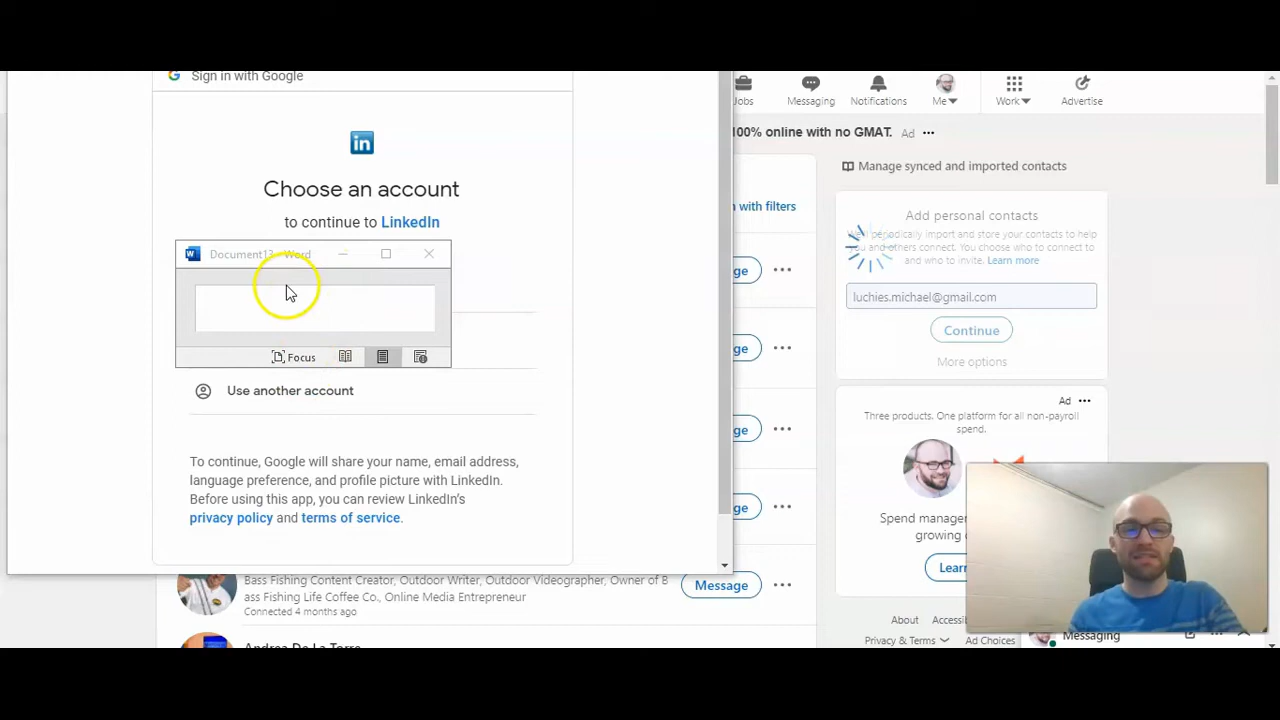 Sign in with Google
Choose an account
to continue to LinkedIn
Document13 - Word
Focus
Use another account
To continue, Google will share your name, email address,
language preference, and profile picture with LinkedIn.
Before using this app, you can review LinkedIn's
privacy policy and terms of service.
Jobs
Messaging
Notifications
Me
Work
Advertise
100% online with no GMAT. Ad
with filters
Manage synced and imported contacts
Add personal contacts
We'll periodically import and store your contacts to help
you and others connect. You choose who to connect to
and who to invite. Learn more
luchies.michael@gmail.com
Continue
More options
Ad
Three products. One platform for all non-payroll
spend.
growing
About
Privacy & Terms
Ad Choices
Messaging
Bass Fishing Content Creator, Outdoor Writer, Outdoor Videographer, Owner of B
ass Fishing Life Coffee Co., Online Media Entrepreneur
Connected 4 months ago
Message
Andrea De La Torre